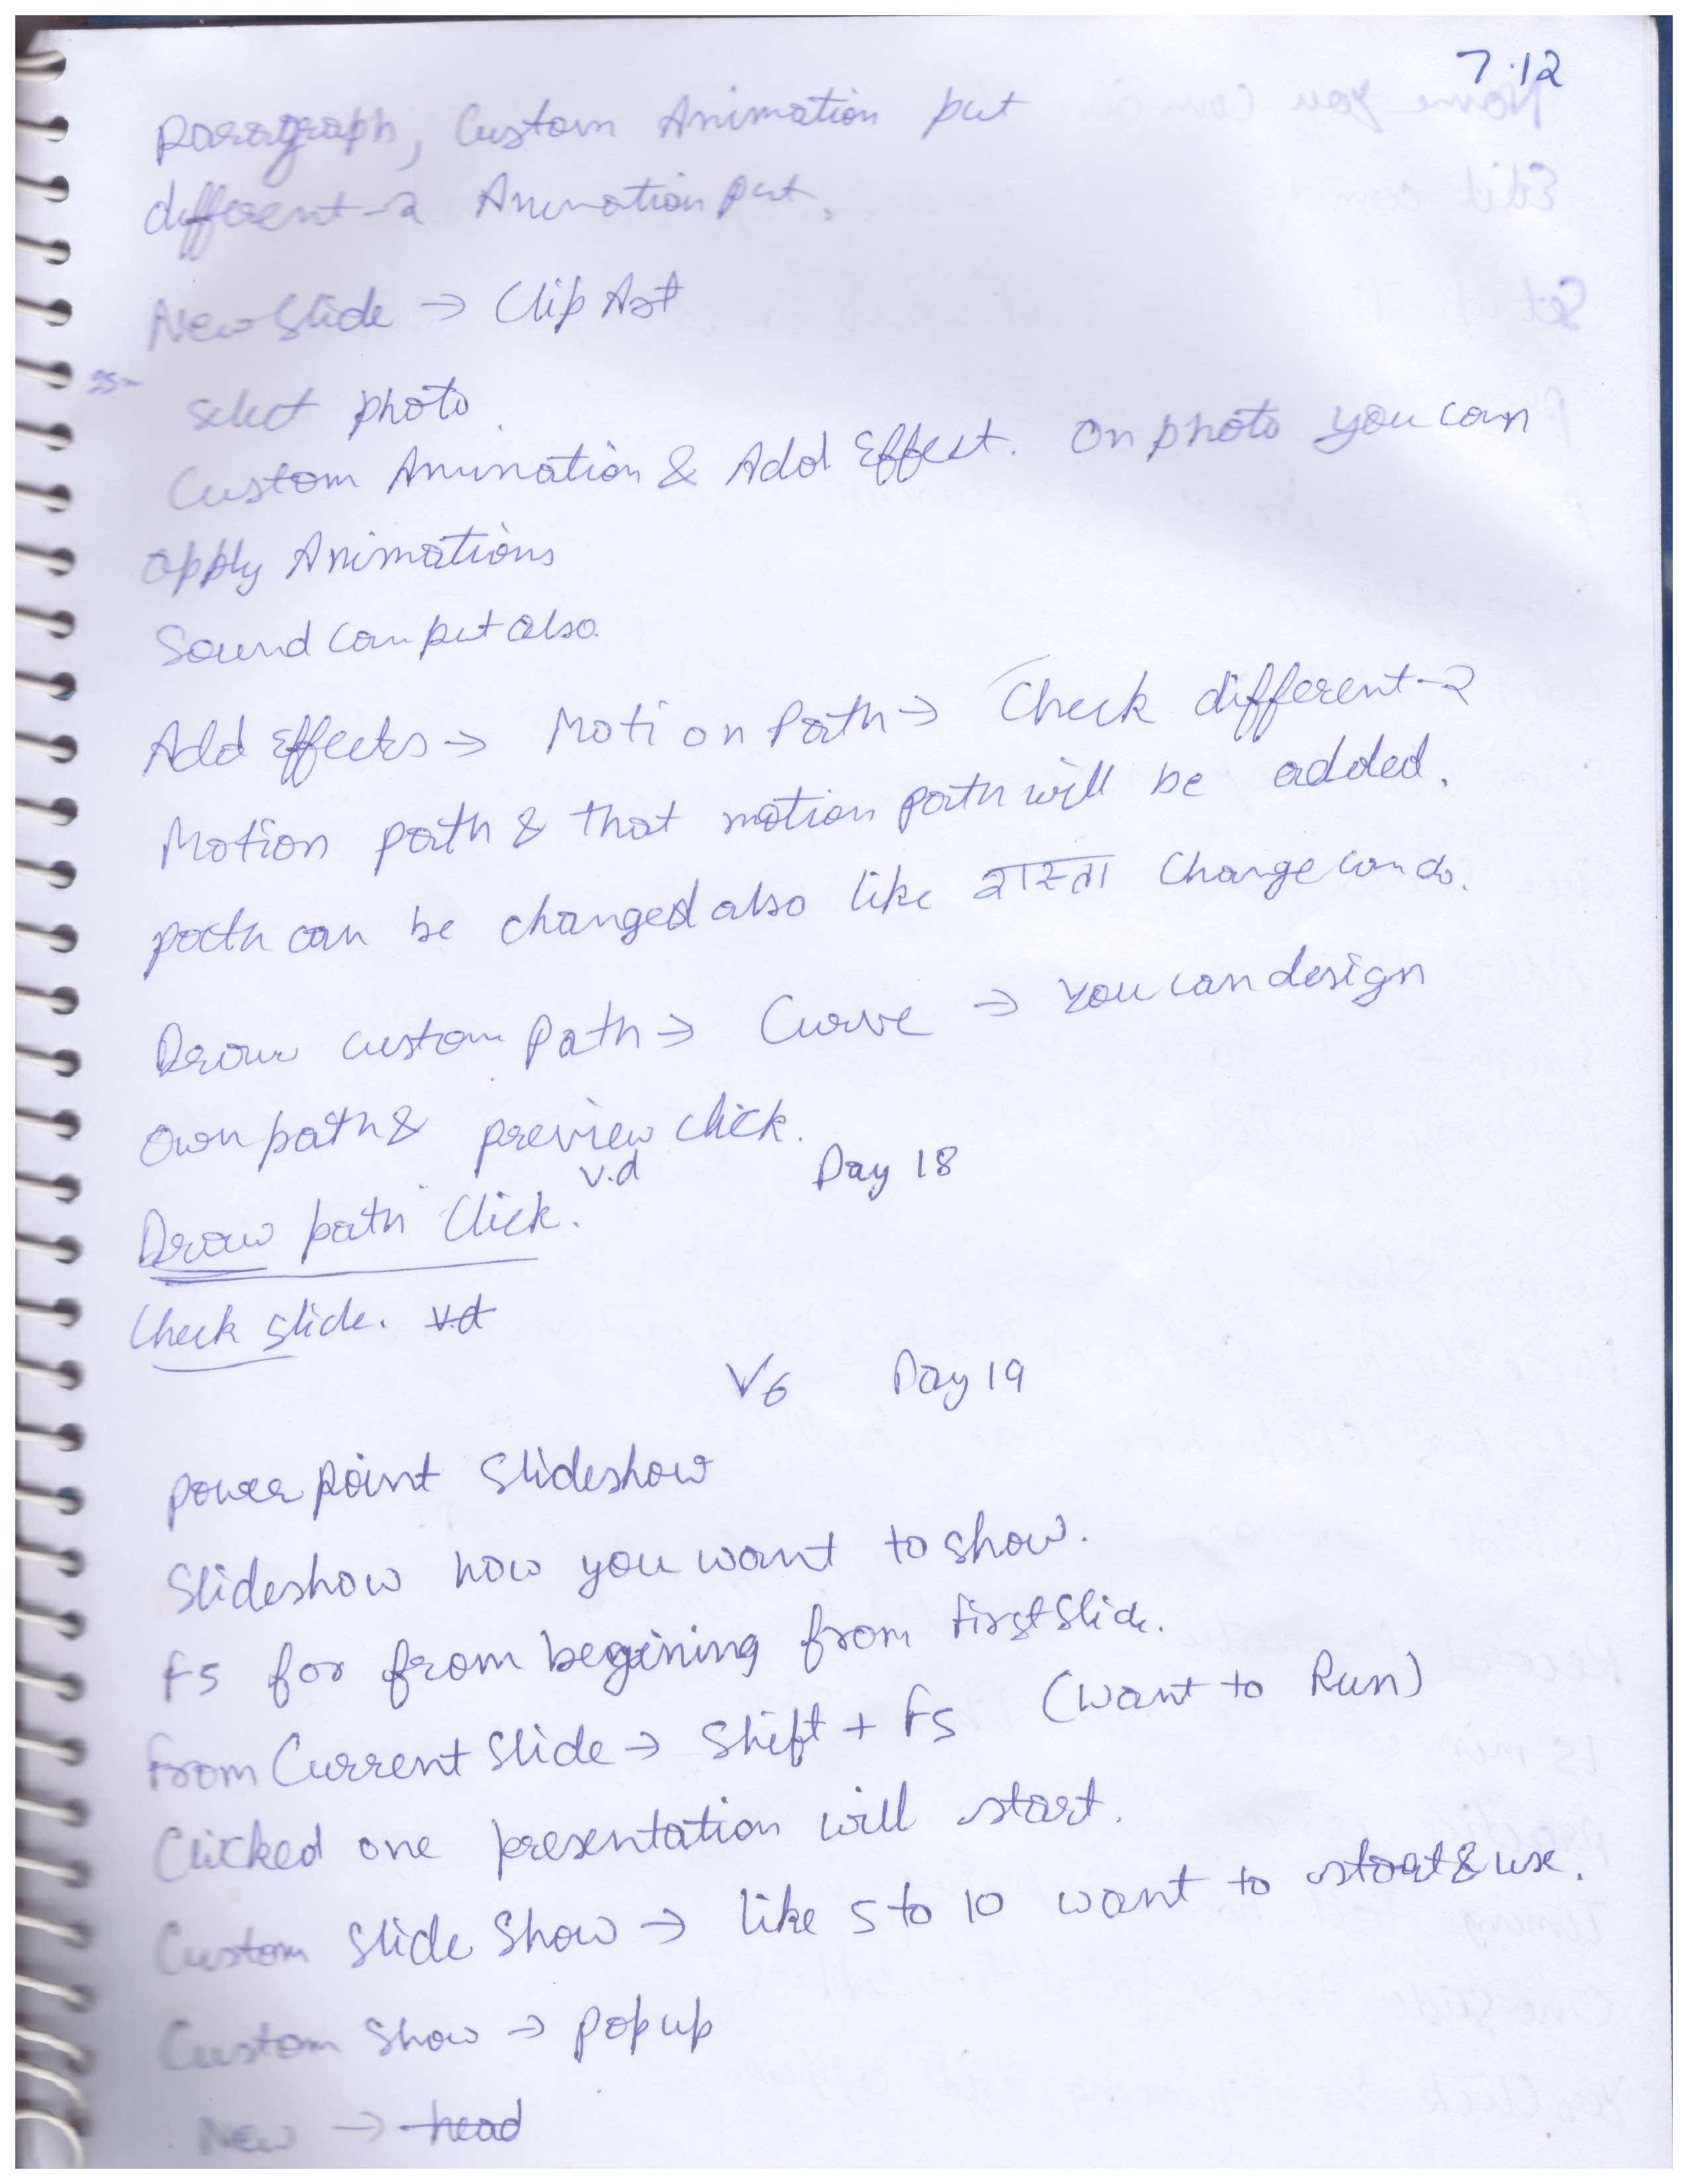 7.12
Paragraph, Custom Animation put
different-2 Animation put.
New Slide → Clip Art
select photo.
Custom Animation & Add Effect. On photo you can
apply Animations
Sound can put also.
Add Effects → Motion Path → Check different-2
Motion path & that motion path will be added.
path can be changed also like रास्ता Change can do.
Draw custom Path → Curve → You can design
Own path & preview click.
v.d Day 18
Draw path Click.
Check slide. v.d
V6 Day 19
Power Point Slideshow
Slideshow how you want to show.
F5 for from begining from first Slide.
From Current Slide → Shift + F5 (Want to Run)
Clicked one presentation will start.
Custom Slide Show → like 5 to 10 want to start & use.
Custom Show → Pop up
New → head